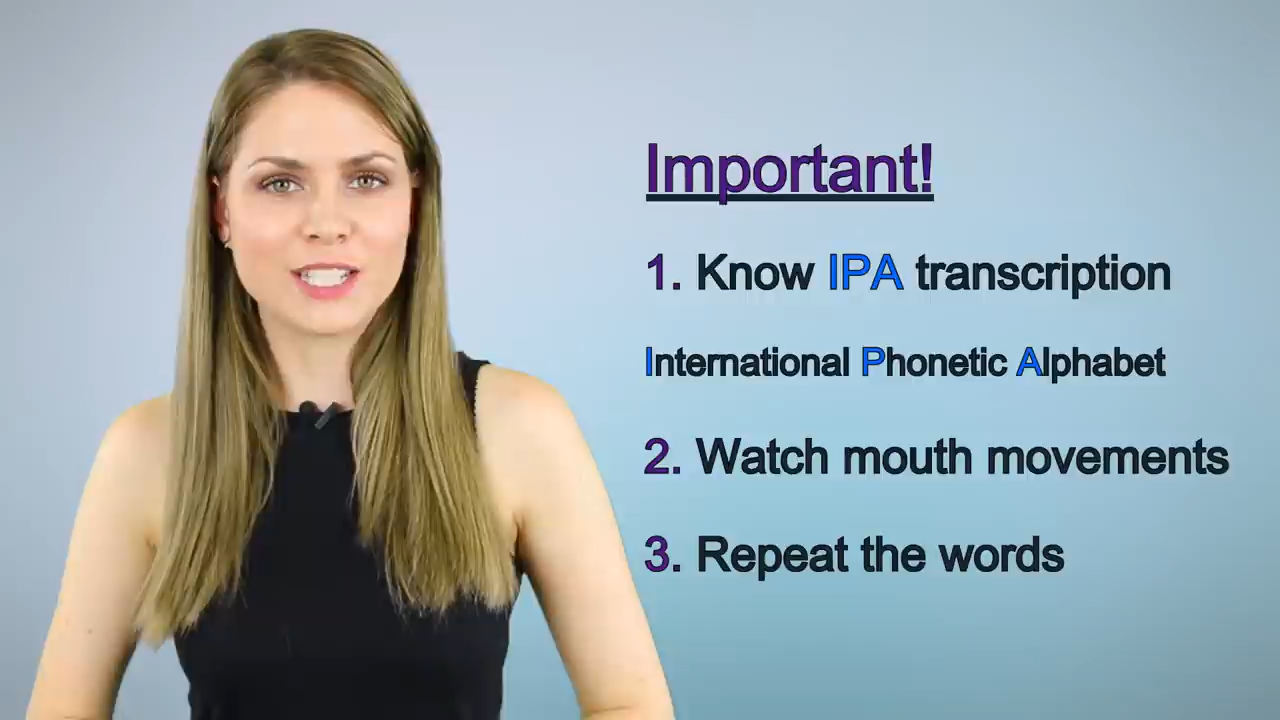 Important!
1. Know IPA transcription
International Phonetic Alphabet
2. Watch mouth movements
3. Repeat the words